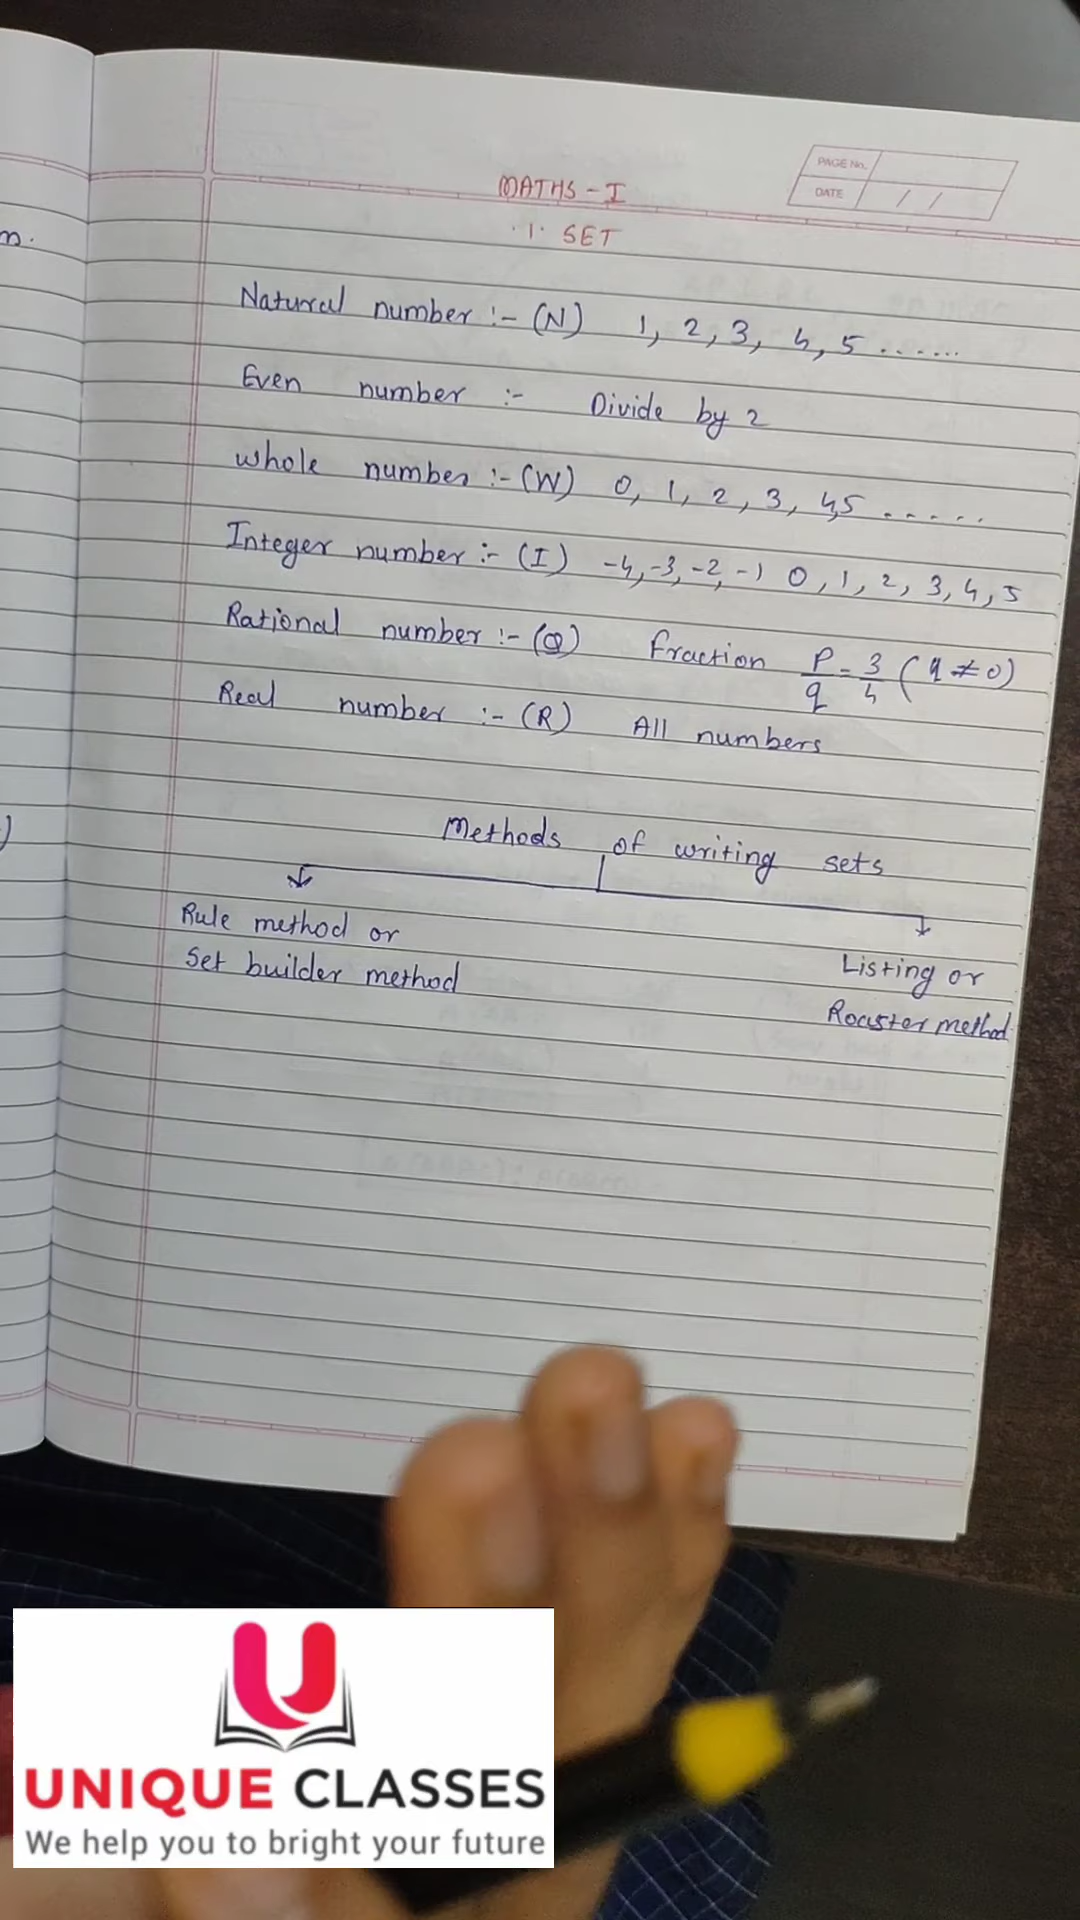 PAGE No.
DATE / /
MATHS - I
1. SET
n.
Natural number :- (N) 1, 2, 3, 4, 5 ......
Even number :- Divide by 2
Whole number :- (W) 0, 1, 2, 3, 4,5 .....
Integer number :- (I) -4, -3, -2, -1 0, 1, 2, 3, 4, 5
Rational number :- (Q) fraction p/q = 3/4 (q ≠ 0)
Real number :- (R) All numbers
Methods of writing sets
Rule method or
Set builder method
Listing or
Roaster method
UNIQUE CLASSES
We help you to bright your future